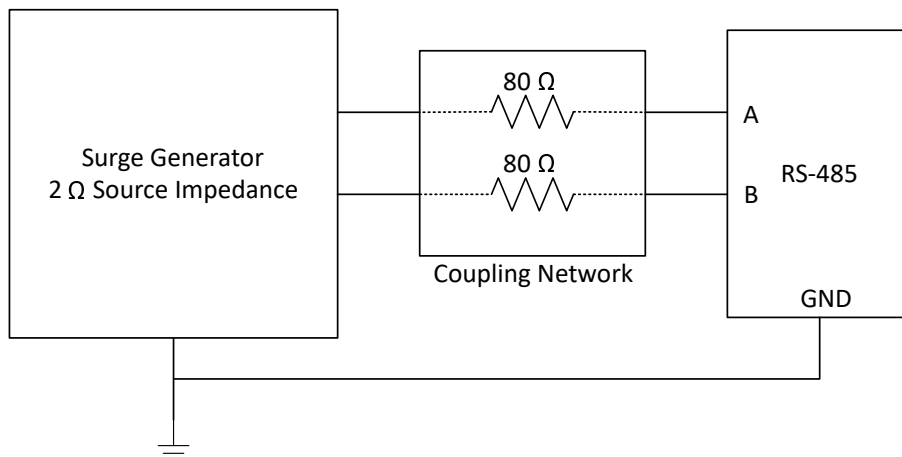 Surge Generator
2 Ω Source Impedance
80 Ω
80 Ω
Coupling Network
A
B
RS-485
GND